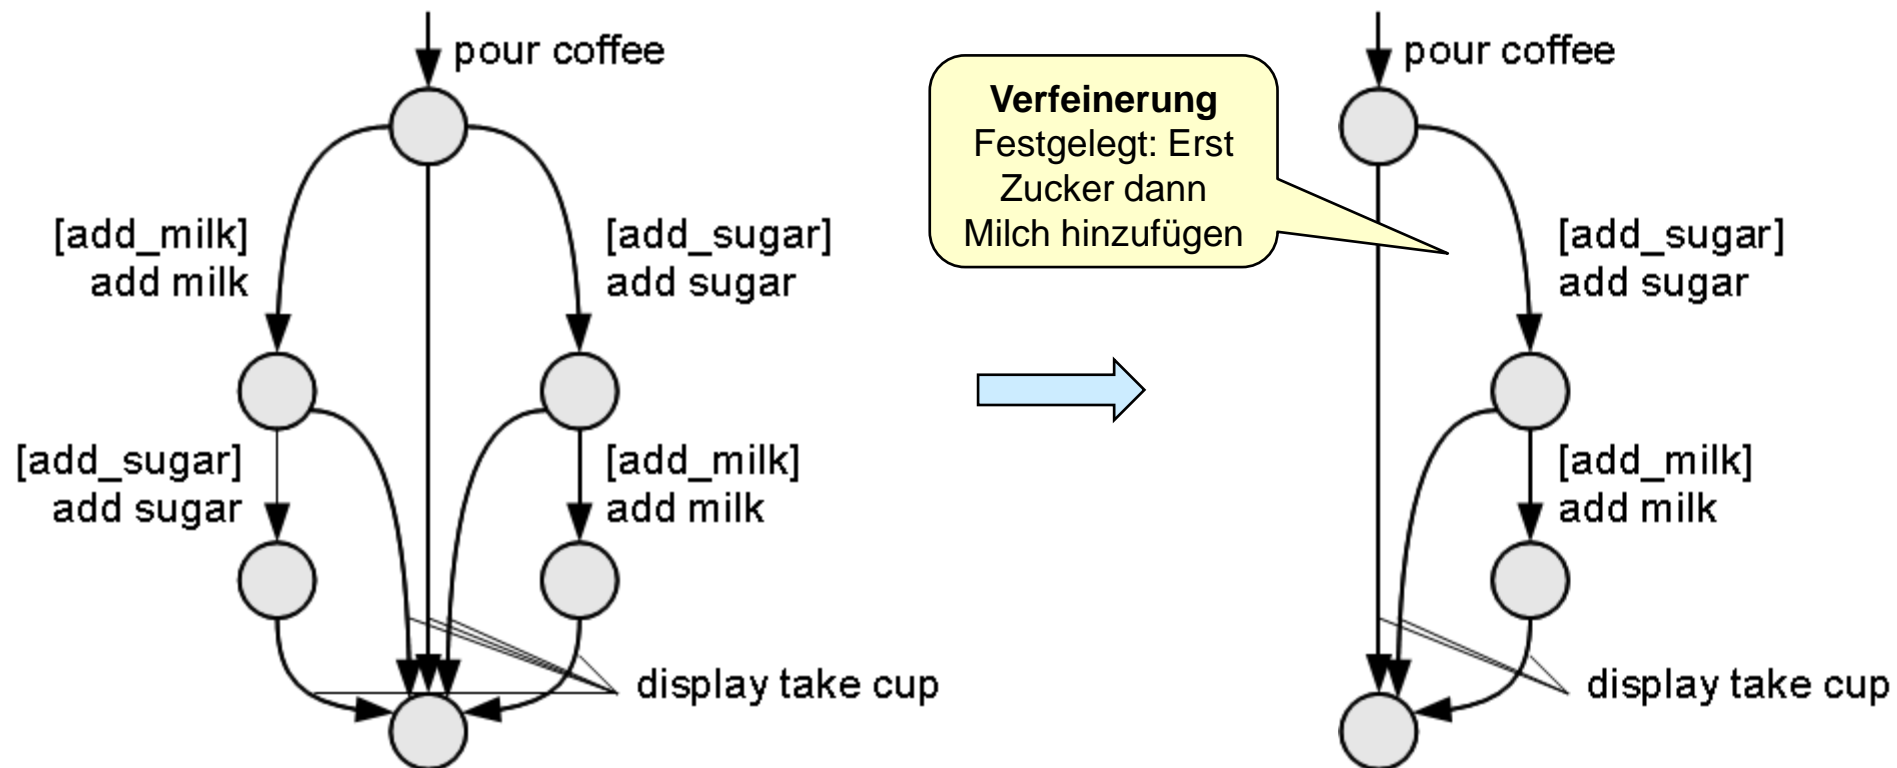 pour coffee
[add_milk]
add milk
[add_sugar]
add sugar
[add_sugar]
add sugar
[add_milk]
add milk
display take cup
Verfeinerung
Festgelegt: Erst
Zucker dann
Milch hinzufügen
pour coffee
[add_sugar]
add sugar
[add_milk]
add milk
display take cup